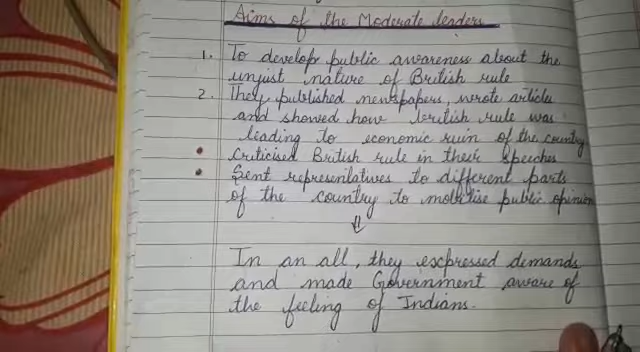 Aims of the Moderate leaders
1. To develop public awareness about the
unjust nature of British rule
2. They published newspapers, wrote articles
and showed how british rule was
leading to economic ruin of the country
• Criticised British rule in their speeches
• Sent representatives to different parts
of the country to mobilise public opinion
⇓
In an all, they expressed demands
and made Government aware of
the feeling of Indians.